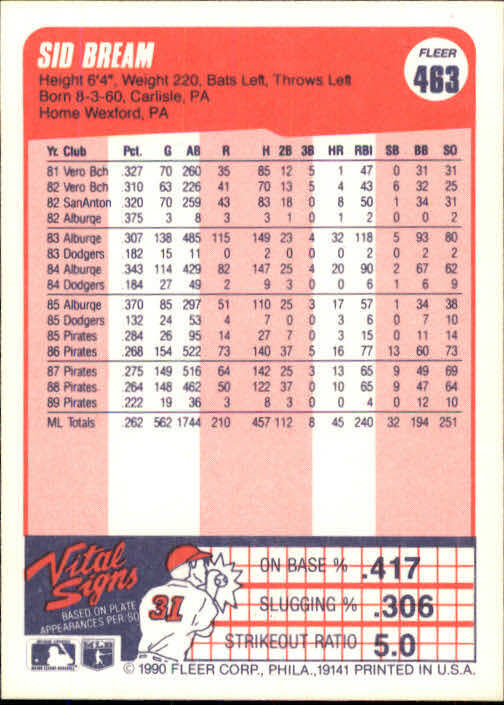 SID BREAM
FLEER
463
Height 6'4", Weight 220, Bats Left, Throws Left
Born 8-3-60, Carlisle, PA
Home Wexford, PA
Yr. Club Pct. G AB R H 2B 3B HR RBI SB BB SO
81 Vero Bch .327 70 260 35 85 12 5 1 47 0 31 31
82 Vero Bch .310 63 226 41 70 13 5 4 43 6 32 25
82 SanAnton .320 70 259 43 83 18 0 8 50 1 34 31
82 Alburqe .375 3 8 3 3 1 0 1 2 0 0 2
83 Alburqe .307 138 485 115 149 23 4 32 118 5 93 80
83 Dodgers .182 15 11 0 2 0 0 0 2 0 2 2
84 Alburqe .343 114 429 82 147 25 4 20 90 2 67 62
84 Dodgers .184 27 49 2 9 3 0 0 6 1 6 9
85 Alburqe .370 85 297 51 110 25 3 17 57 1 34 38
85 Dodgers .132 24 53 4 7 0 0 3 6 0 7 10
85 Pirates .284 26 95 14 27 7 0 3 15 0 11 14
86 Pirates .268 154 522 73 140 37 5 16 77 13 60 73
87 Pirates .275 149 516 64 142 25 3 13 65 9 49 69
88 Pirates .264 148 462 50 122 37 0 10 65 9 47 64
89 Pirates .222 19 36 3 8 3 0 0 4 0 12 10
ML Totals .262 562 1744 210 457 112 8 45 240 32 194 251
Vital Signs
BASED ON PLATE
APPEARANCES PER/SO
31
ON BASE % .417
SLUGGING % .306
STRIKEOUT RATIO 5.0
MLB
© 1990 FLEER CORP., PHILA.,19141 PRINTED IN U.S.A.